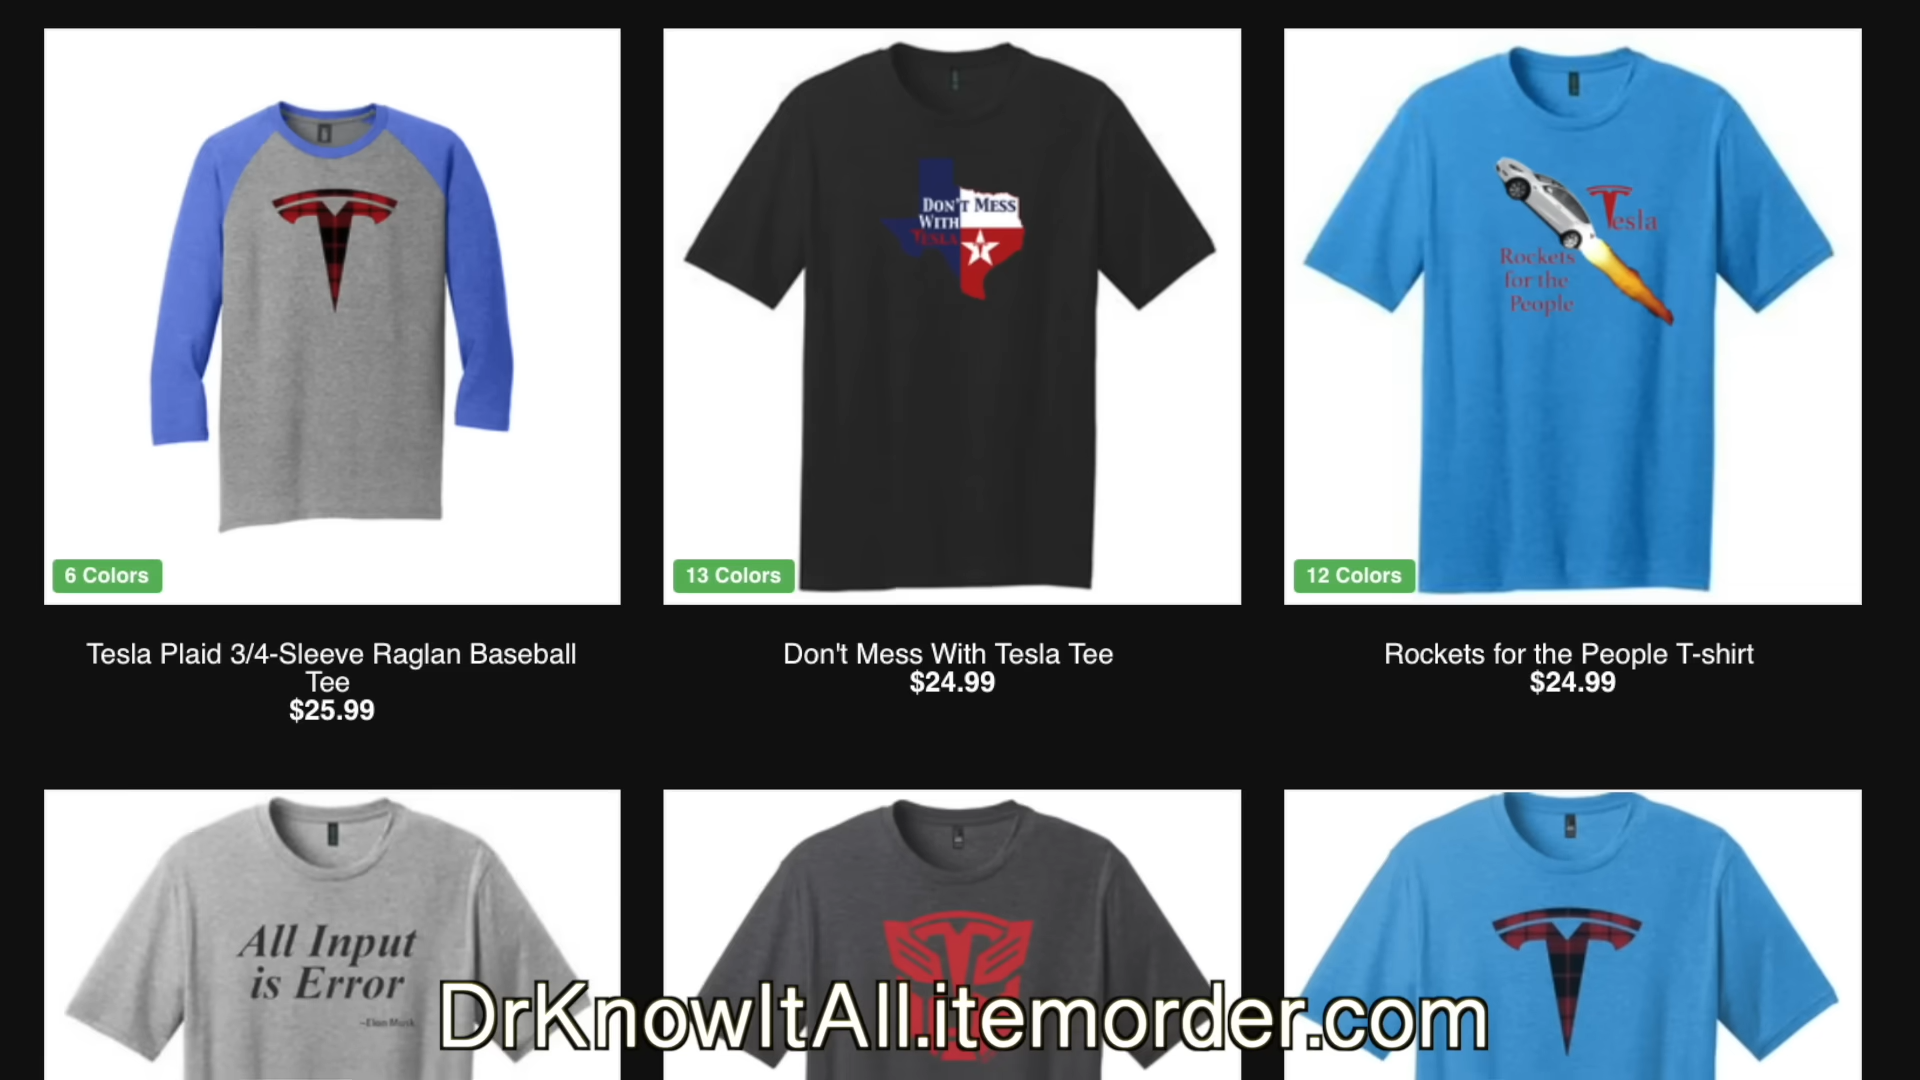 DON'T MESS
WITH
TESLA
Tesla
Rockets
for the
People
6 Colors
13 Colors
12 Colors
Tesla Plaid 3/4-Sleeve Raglan Baseball
Tee
$25.99
Don't Mess With Tesla Tee
$24.99
Rockets for the People T-shirt
$24.99
All Input
is Error
~Elon Musk
DrKnowItAll.itemorder.com